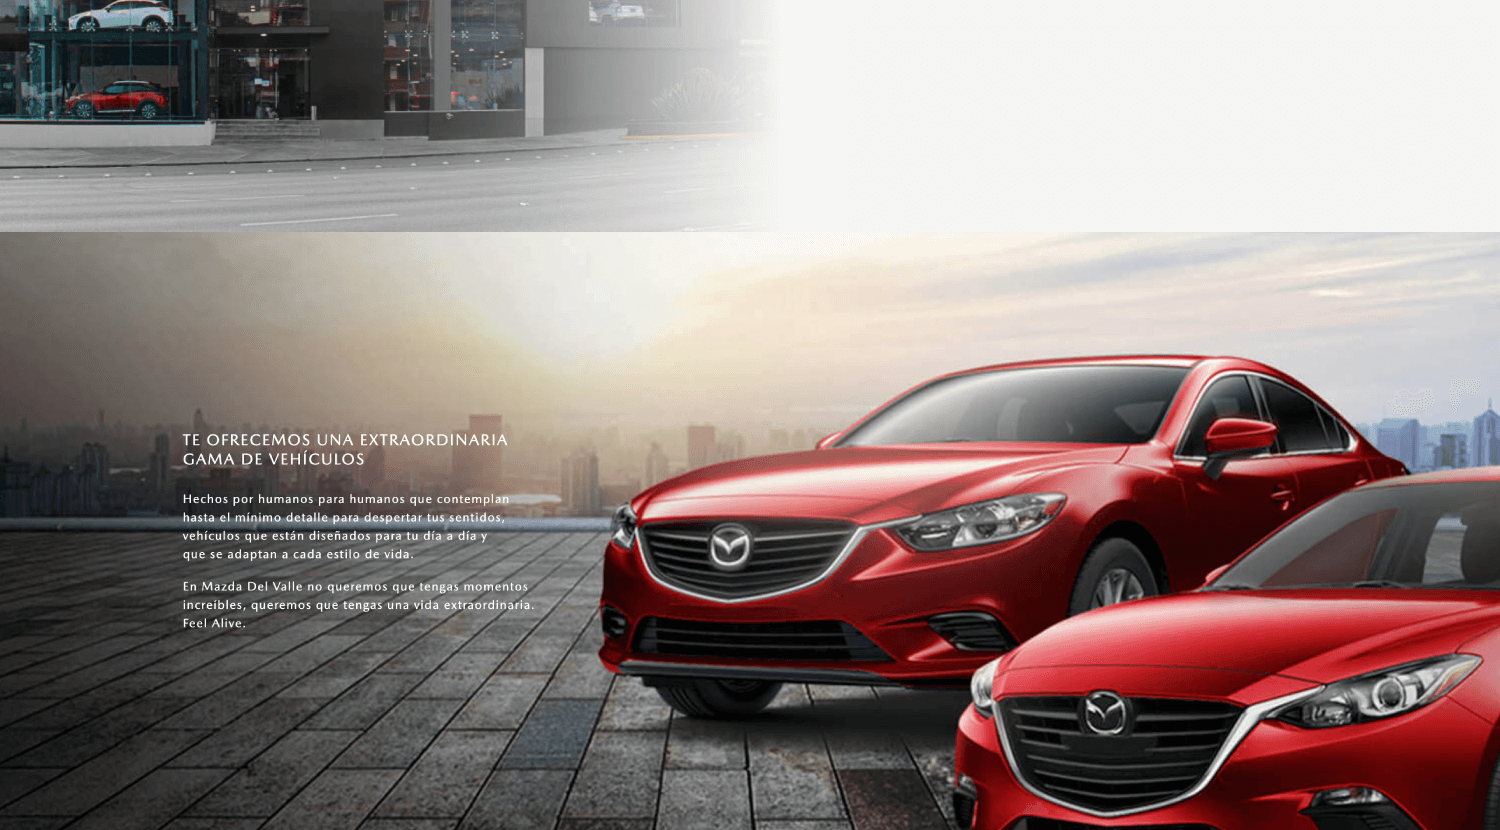 TE OFRECEMOS UNA EXTRAORDINARIA
GAMA DE VEHÍCULOS
Hechos por humanos para humanos que contemplan
hasta el mínimo detalle para despertar tus sentidos,
vehículos que están diseñados para tu día a día y
que se adaptan a cada estilo de vida.
En Mazda Del Valle no queremos que tengas momentos
increíbles, queremos que tengas una vida extraordinaria.
Feel Alive.